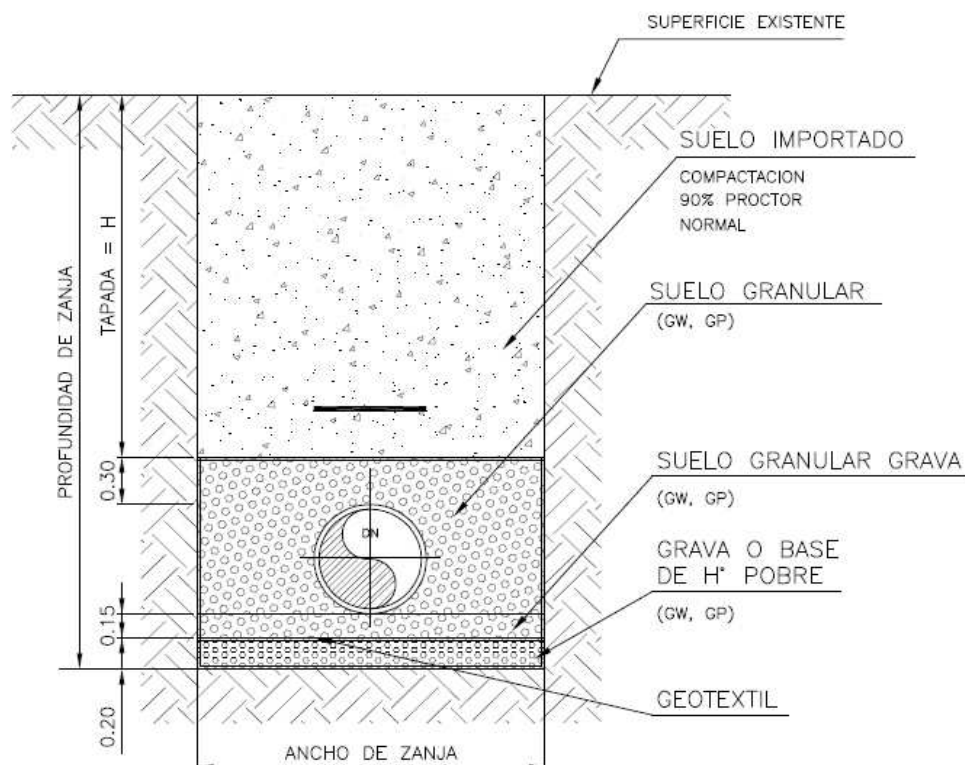 SUPERFICIE EXISTENTE
SUELO IMPORTADO
COMPACTACION
90% PROCTOR
NORMAL
SUELO GRANULAR
(GW, GP)
SUELO GRANULAR GRAVA
(GW, GP)
GRAVA O BASE
DE H° POBRE
(GW, GP)
GEOTEXTIL
PROFUNDIDAD DE ZANJA
TAPADA = H
0.30
0.15
0.20
DN
ANCHO DE ZANJA